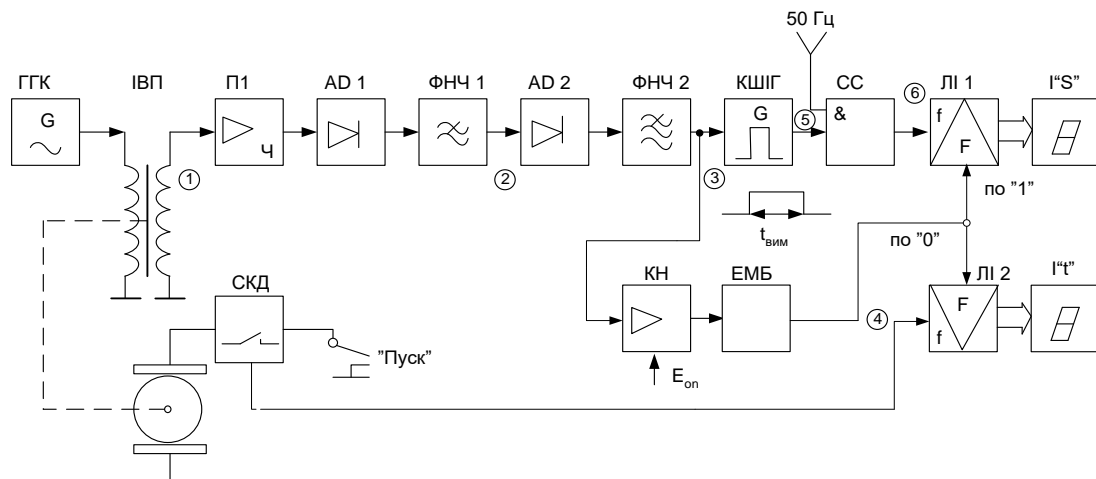 50 Гц
ГГК
ІВП
П1
AD 1
ФНЧ 1
AD 2
ФНЧ 2
КШІГ
СС
ЛІ 1
І“S”
G
Ч
G
&
f
F
1
2
3
5
6
по ”1”
tвим
по ”0”
СКД
КН
ЕМБ
ЛІ 2
І“t”
F
f
4
”Пуск”
Eon